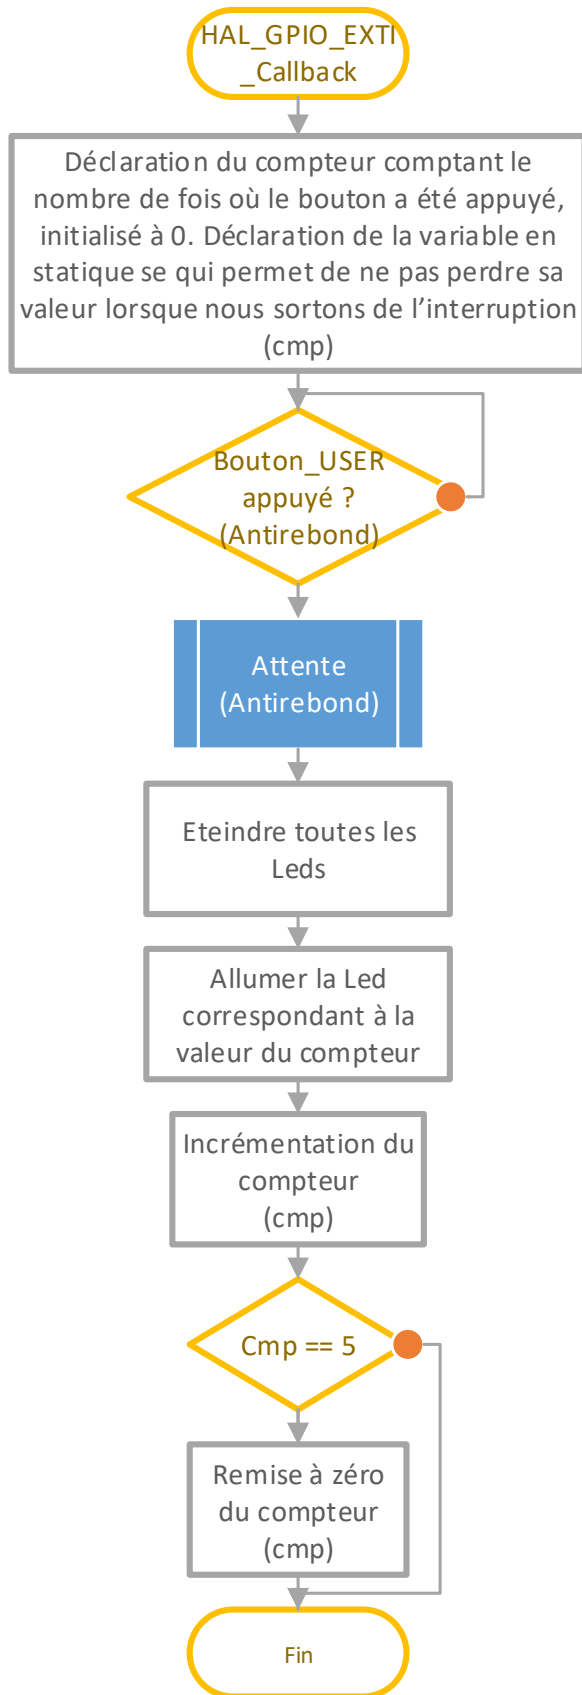 HAL_GPIO_EXTI
_Callback
Déclaration du compteur comptant le
nombre de fois où le bouton a été appuyé,
initialisé à 0. Déclaration de la variable en
statique se qui permet de ne pas perdre sa
valeur lorsque nous sortons de l’interruption
(cmp)
Bouton_USER
appuyé ?
(Antirebond)
Attente
(Antirebond)
Eteindre toutes les
Leds
Allumer la Led
correspondant à la
valeur du compteur
Incrémentation du
compteur
(cmp)
Cmp == 5
Remise à zéro
du compteur
(cmp)
Fin